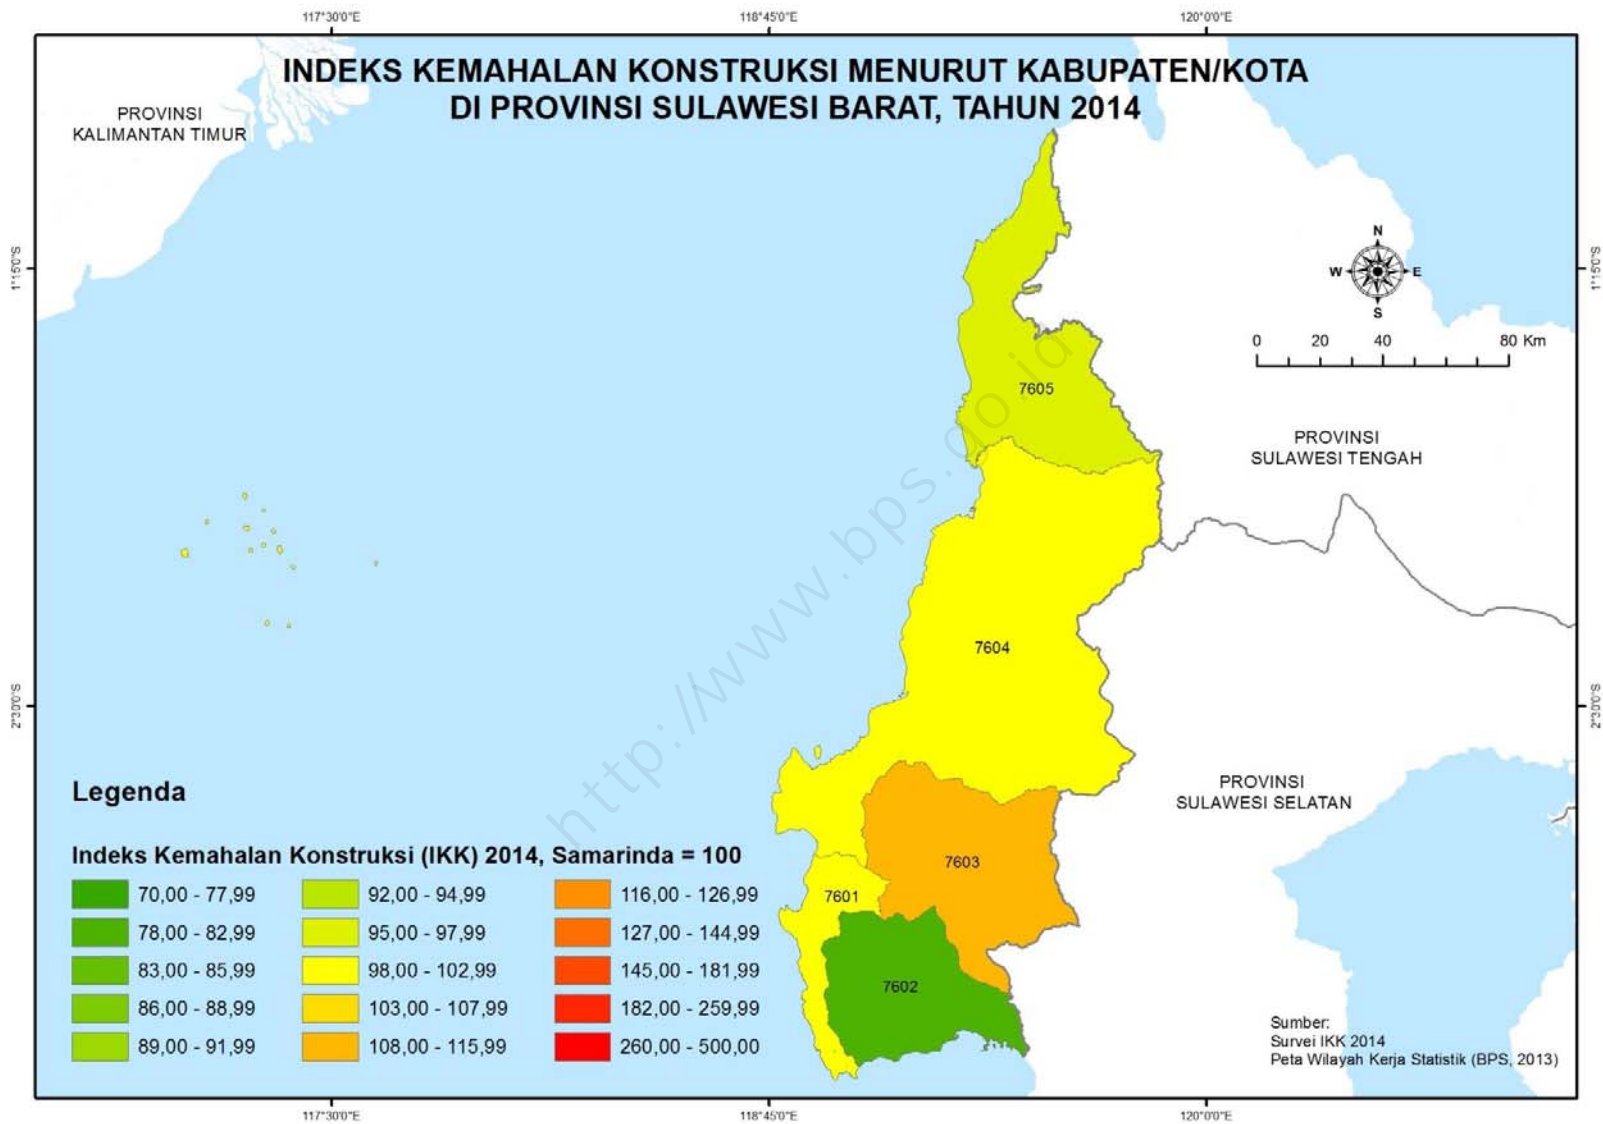 117°30'0"E
118°45'0"E
120°0'0"E
INDEKS KEMAHALAN KONSTRUKSI MENURUT KABUPATEN/KOTA
DI PROVINSI SULAWESI BARAT, TAHUN 2014
PROVINSI
KALIMANTAN TIMUR
N
W
E
S
1°15'0"S
1°15'0"S
0
20
40
80 Km
7605
PROVINSI
SULAWESI TENGAH
7604
2°30'0"S
2°30'0"S
PROVINSI
SULAWESI SELATAN
7603
7601
7602
http://www.bps.go.id
Legenda
Indeks Kemahalan Konstruksi (IKK) 2014, Samarinda = 100
70,00 - 77,99
78,00 - 82,99
83,00 - 85,99
86,00 - 88,99
89,00 - 91,99
92,00 - 94,99
95,00 - 97,99
98,00 - 102,99
103,00 - 107,99
108,00 - 115,99
116,00 - 126,99
127,00 - 144,99
145,00 - 181,99
182,00 - 259,99
260,00 - 500,00
Sumber:
Survei IKK 2014
Peta Wilayah Kerja Statistik (BPS, 2013)
117°30'0"E
118°45'0"E
120°0'0"E